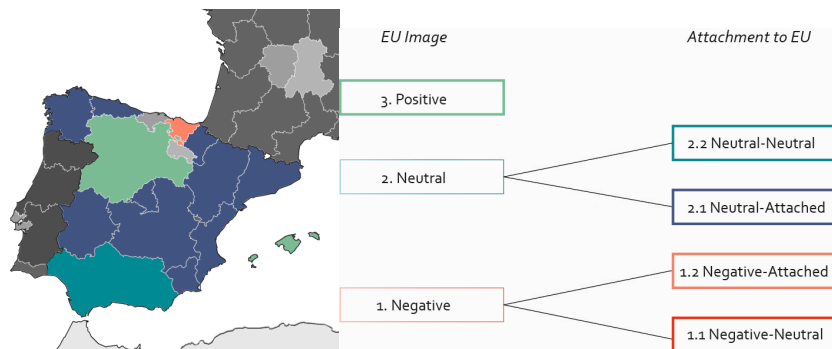 EU Image
Attachment to EU
3. Positive
2.2 Neutral-Neutral
2. Neutral
2.1 Neutral-Attached
1.2 Negative-Attached
1. Negative
1.1 Negative-Neutral